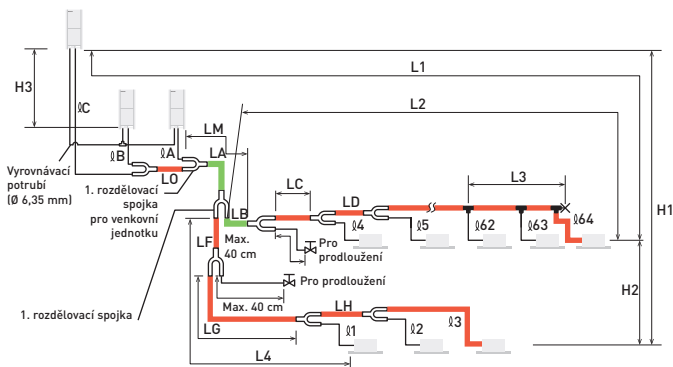 L1
H3
ℓC
L2
LM
ℓB
ℓA
LA
Vyrovnávací
potrubí
(Ø 6,35 mm)
LO
1. rozdělovací
spojka
pro venkovní
jednotku
LC
LD
L3
LB
H1
LF
Max.
40 cm
Pro
prodloužení
ℓ4
ℓ5
ℓ62
ℓ63
ℓ64
Pro prodloužení
H2
Max. 40 cm
1. rozdělovací spojka
LG
LH
ℓ1
ℓ2
ℓ3
L4